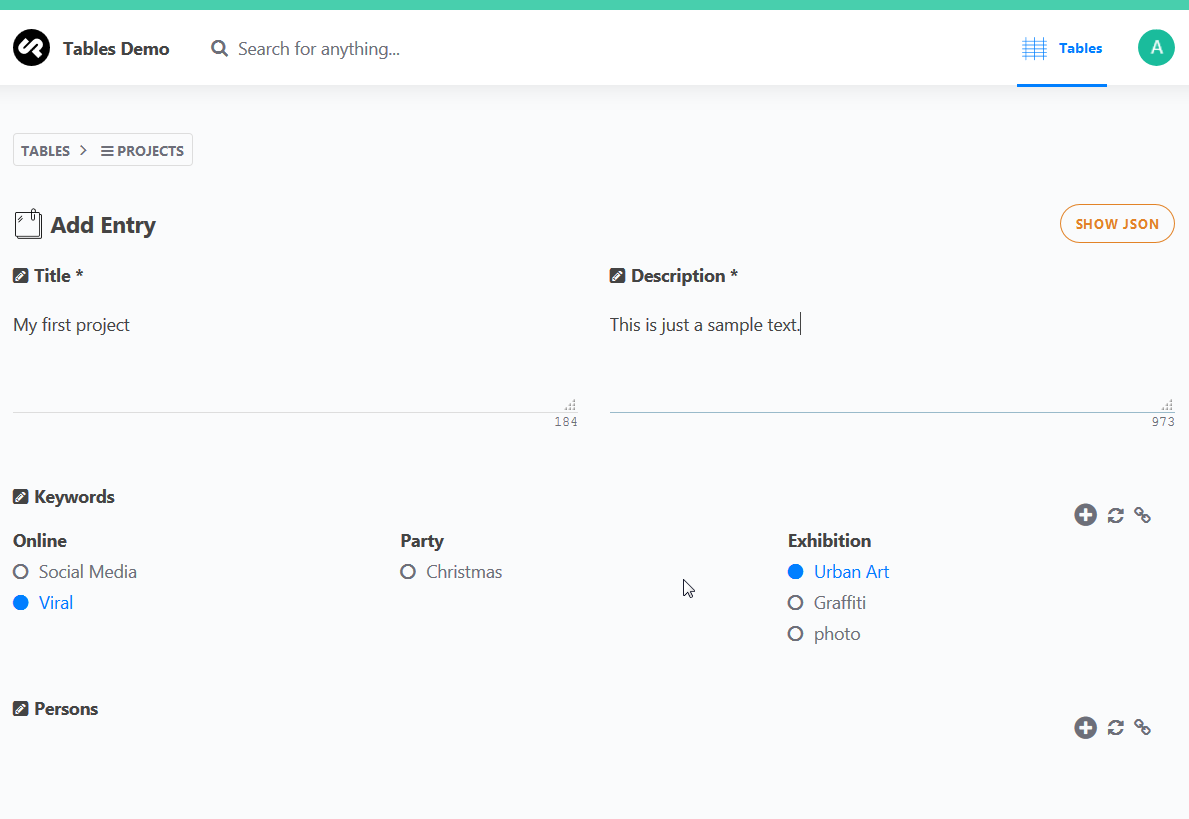 Tables Demo
Search for anything...
Tables
A
TABLES > PROJECTS
Add Entry
SHOW JSON
Title *
Description *
My first project
This is just a sample text.
184
973
Keywords
Online
Party
Exhibition
Social Media
Christmas
Urban Art
Viral
Graffiti
photo
Persons